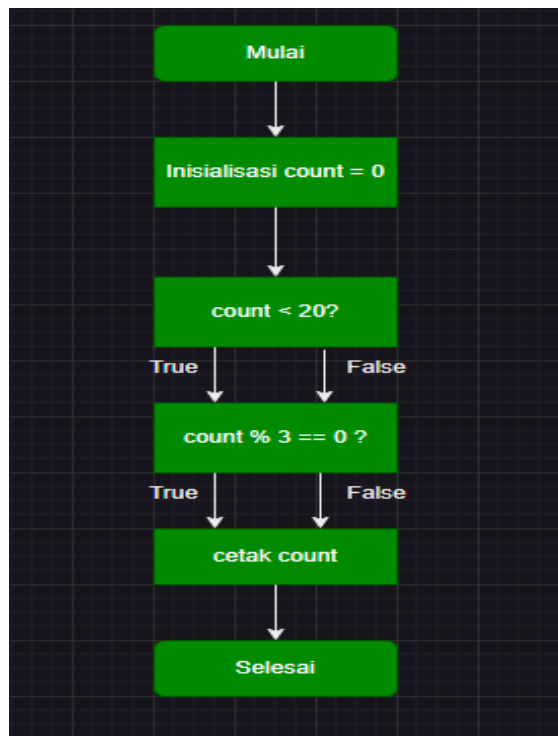 Mulai
Inisialisasi count = 0
count < 20?
True False
count % 3 == 0 ?
True False
cetak count
Selesai